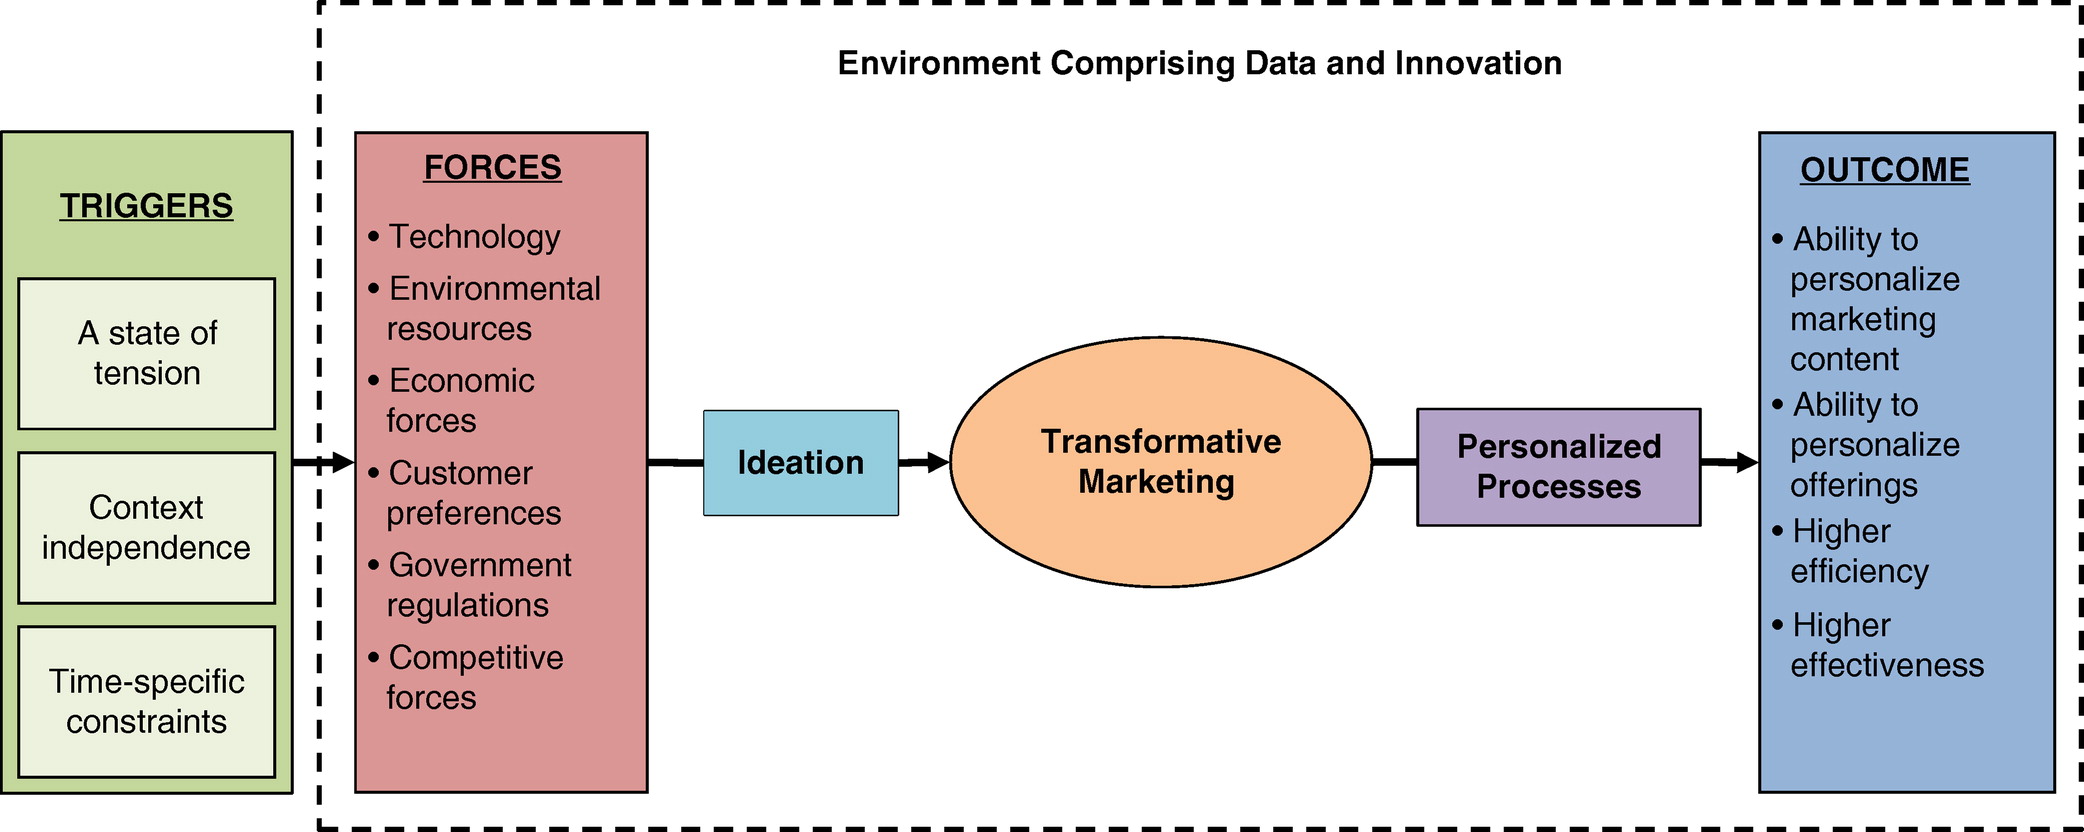 Environment Comprising Data and Innovation
TRIGGERS
A state of
tension
Context
independence
Time-specific
constraints
FORCES
• Technology
• Environmental
resources
• Economic
forces
• Customer
preferences
• Government
regulations
• Competitive
forces
Ideation
Transformative
Marketing
Personalized
Processes
OUTCOME
• Ability to
personalize
marketing
content
• Ability to
personalize
offerings
• Higher
efficiency
• Higher
effectiveness